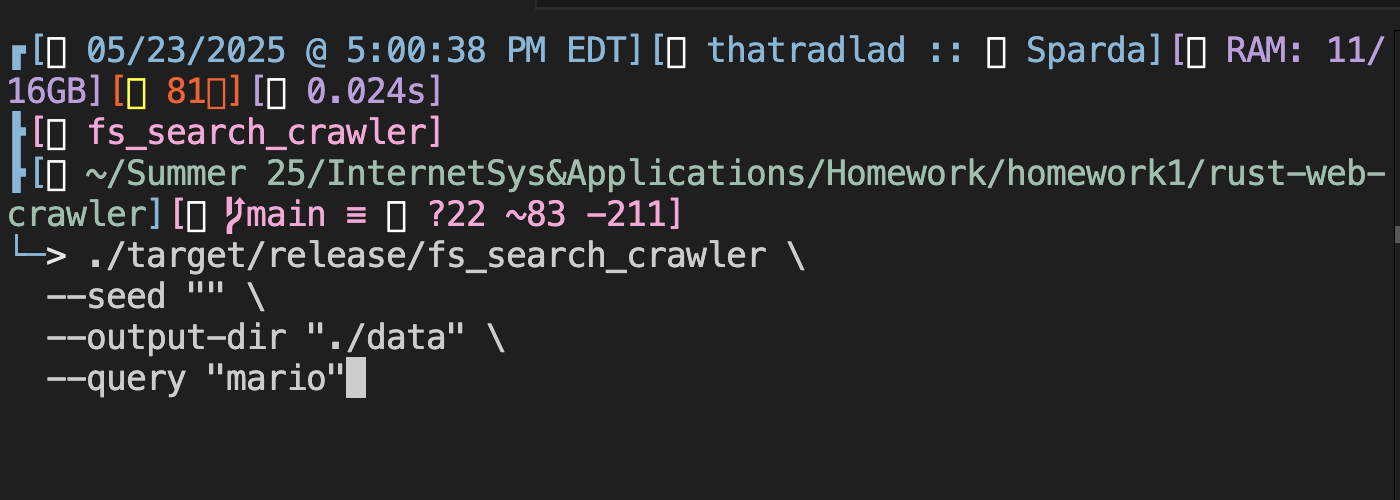 ┏[▯ 05/23/2025 @ 5:00:38 PM EDT][▯ thatradlad :: ▯ Sparda][▯ RAM: 11/
16GB][▯ 81▯][▯ 0.024s]
┣[▯ fs_search_crawler]
┣[▯ ~/Summer 25/InternetSys&Applications/Homework/homework1/rust-web-
crawler][▯ main ≡ ▯ ?22 ~83 -211]
└─> ./target/release/fs_search_crawler \
  --seed "" \
  --output-dir "./data" \
  --query "mario"